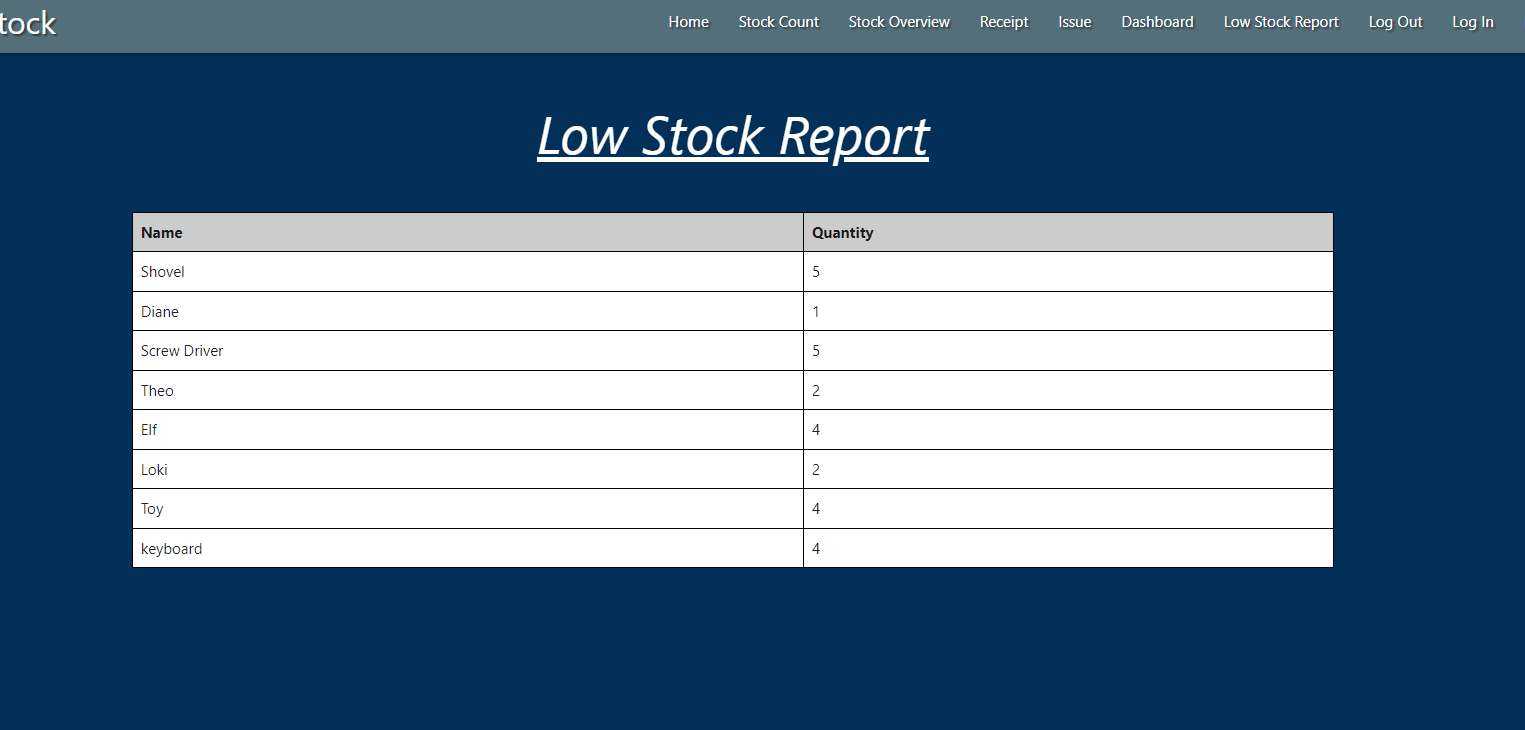 tock Home Stock Count Stock Overview Receipt Issue Dashboard Low Stock Report Log Out Log In
Low Stock Report
Name Quantity
Shovel 5
Diane 1
Screw Driver 5
Theo 2
Elf 4
Loki 2
Toy 4
keyboard 4